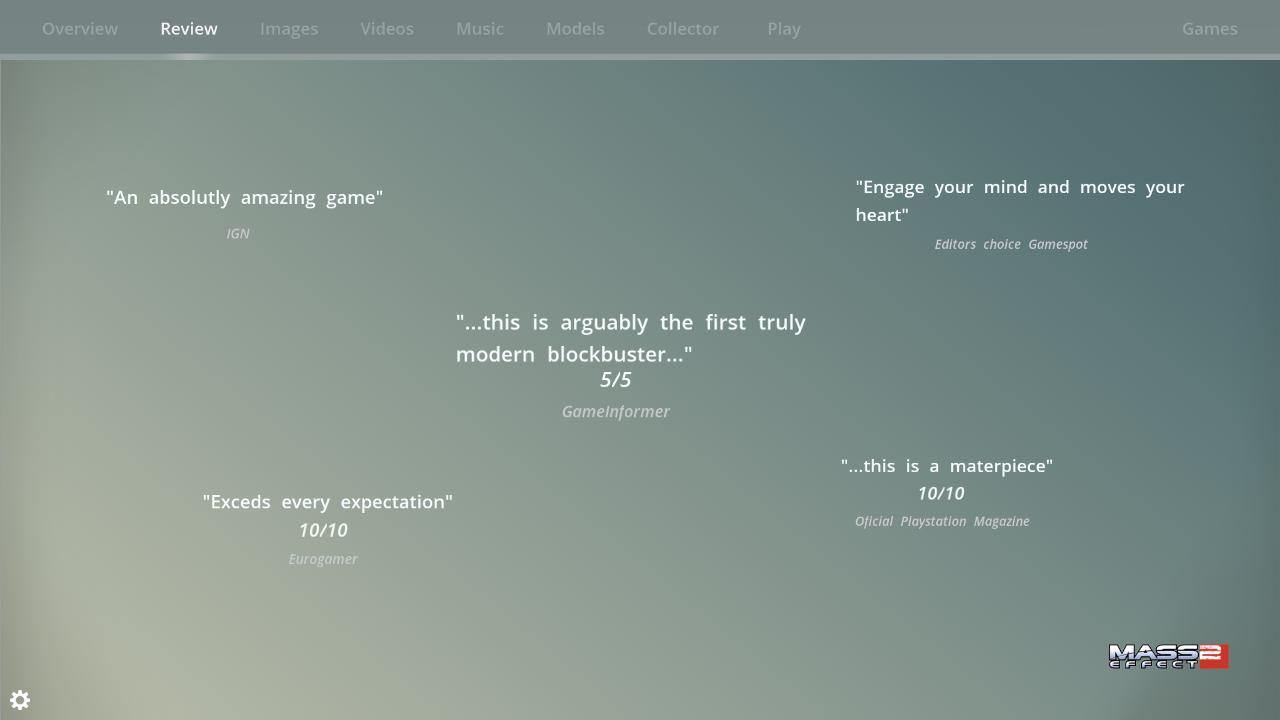 Overview Review Images Videos Music Models Collector Play Games
"An absolutly amazing game"
IGN
"Engage your mind and moves your
heart"
Editors choice Gamespot
"...this is arguably the first truly
modern blockbuster..."
5/5
GameInformer
"...this is a materpiece"
10/10
Oficial Playstation Magazine
"Exceds every expectation"
10/10
Eurogamer
MASS 2
EFFECT